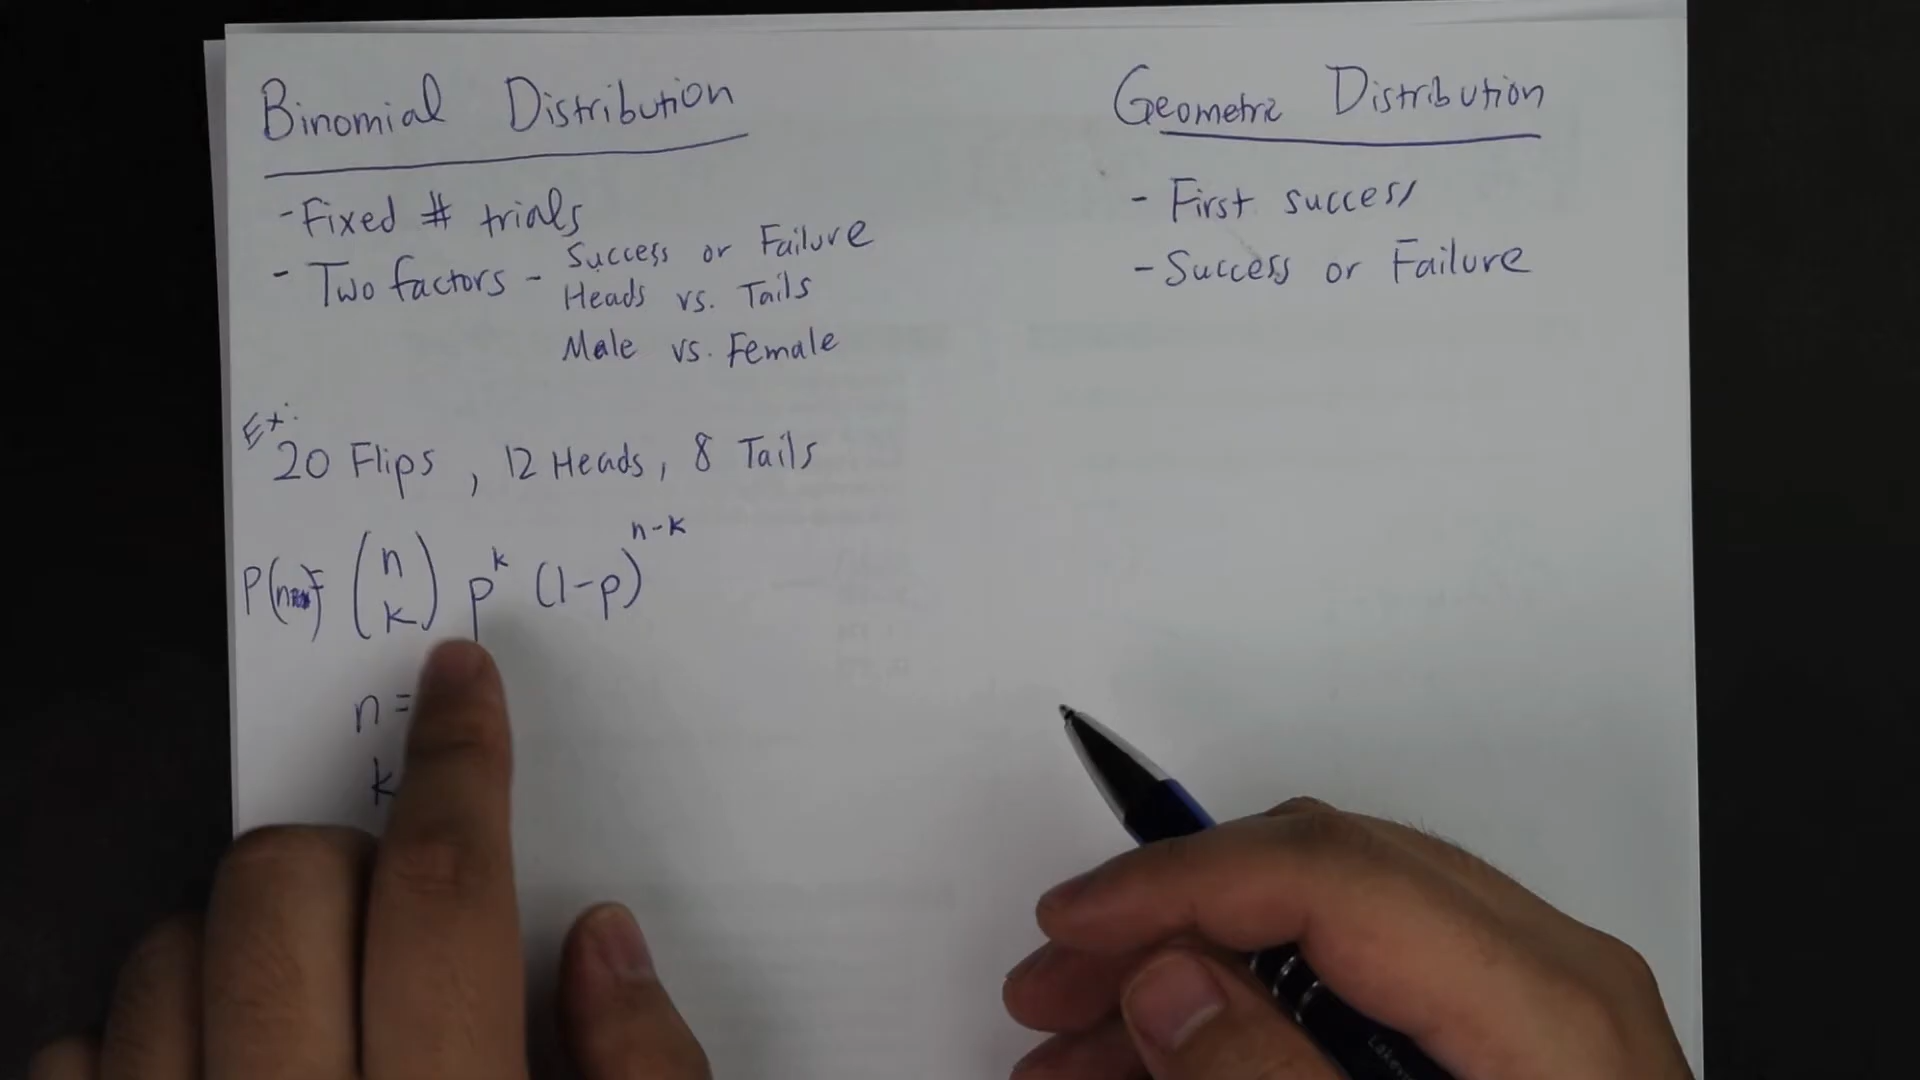 Binomial Distribution
- Fixed # trials
- Two factors - Success or Failure
Heads vs. Tails
Male vs. Female
Ex:
20 Flips, 12 Heads, 8 Tails
P(n) = (n k) p^k (1-p)^n-k
n =
k
Geometric Distribution
- First success
- Success or Failure